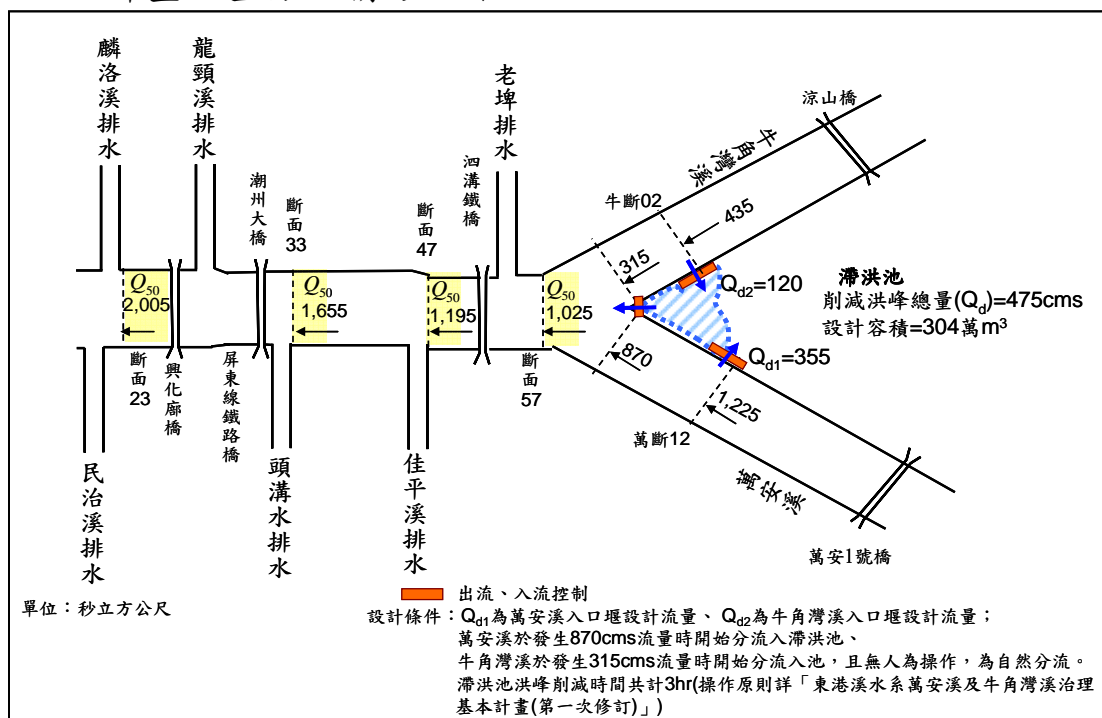 麟洛溪排水
龍頸溪排水
老埤排水
涼山橋
牛角灣溪
潮州大橋
斷面33
斷面47
泗溝鐵橋
牛斷02
435
315
Q50
2,005
Q50
1,655
Q50
1,195
Q50
1,025
Qd2=120
滯洪池
削減洪峰總量(Qd)=475cms
設計容積=304萬m³
Qd1=355
870
1,225
斷面23
興化廍橋
屏東線鐵路橋
斷面57
萬斷12
民治溪排水
頭溝水排水
佳平溪排水
萬安溪
萬安1號橋
單位：秒立方公尺
出流、入流控制
設計條件：Qd1為萬安溪入口堰設計流量、Qd2為牛角灣溪入口堰設計流量；
萬安溪於發生870cms流量時開始分流入滯洪池、
牛角灣溪於發生315cms流量時開始分流入池，且無人為操作，為自然分流。
滯洪池洪峰削減時間共計3hr(操作原則詳「東港溪水系萬安溪及牛角灣溪治理
基本計畫(第一次修訂)」)